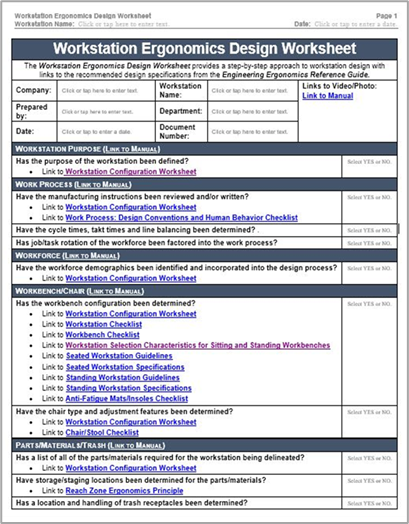 Workstation Ergonomics Design Worksheet Page 1
Workstation Name: Click or tap here to enter text. Date: Click or tap to enter a date.
Workstation Ergonomics Design Worksheet
The Workstation Ergonomics Design Worksheet provides a step-by-step approach to workstation design with
links to the recommended design specifications from the Engineering Ergonomics Reference Guide.
Company: Click or tap here to enter text. Workstation Name: Click or tap here to enter text. Links to Video/Photo:
Link to Manual
Prepared by: Click or tap here to enter text. Department: Click or tap here to enter text.
Date: Click or tap to enter a date. Document Number: Click or tap here to enter text.
WORKSTATION PURPOSE (LINK TO MANUAL)
Has the purpose of the workstation been defined? Select YES or NO.
• Link to Workstation Configuration Worksheet
WORK PROCESS (LINK TO MANUAL)
Have the manufacturing instructions been reviewed and/or written? Select YES or NO.
• Link to Workstation Configuration Worksheet
• Link to Work Process: Design Conventions and Human Behavior Checklist
Have the cycle times, takt times and line balancing been determined? . Select YES or NO.
Has job/task rotation of the workforce been factored into the work process? Select YES or NO.
WORKFORCE (LINK TO MANUAL)
Have the workforce demographics been identified and incorporated into the design process? Select YES or NO.
• Link to Workstation Configuration Worksheet
WORKBENCH/CHAIR (LINK TO MANUAL)
Has the workbench configuration been determined? Select YES or NO.
• Link to Workstation Configuration Worksheet
• Link to Workstation Checklist
• Link to Workbench Checklist
• Link to Workstation Selection Characteristics for Sitting and Standing Workbenches
• Link to Seated Workstation Guidelines
• Link to Seated Workstation Specifications
• Link to Standing Workstation Guidelines
• Link to Standing Workstation Specifications
• Link to Anti-Fatigue Mats/Insoles Checklist
Have the chair type and adjustment features been determined? Select YES or NO.
• Link to Workstation Configuration Worksheet
• Link to Chair/Stool Checklist
PARTS/MATERIALS/TRASH (LINK TO MANUAL)
Has a list of all of the parts/materials required for the workstation being delineated? Select YES or NO.
• Link to Workstation Configuration Worksheet
Have storage/staging locations been determined for the parts/materials? Select YES or NO.
• Link to Reach Zone Ergonomics Principle
Has a location and handling of trash receptacles been determined? Select YES or NO.